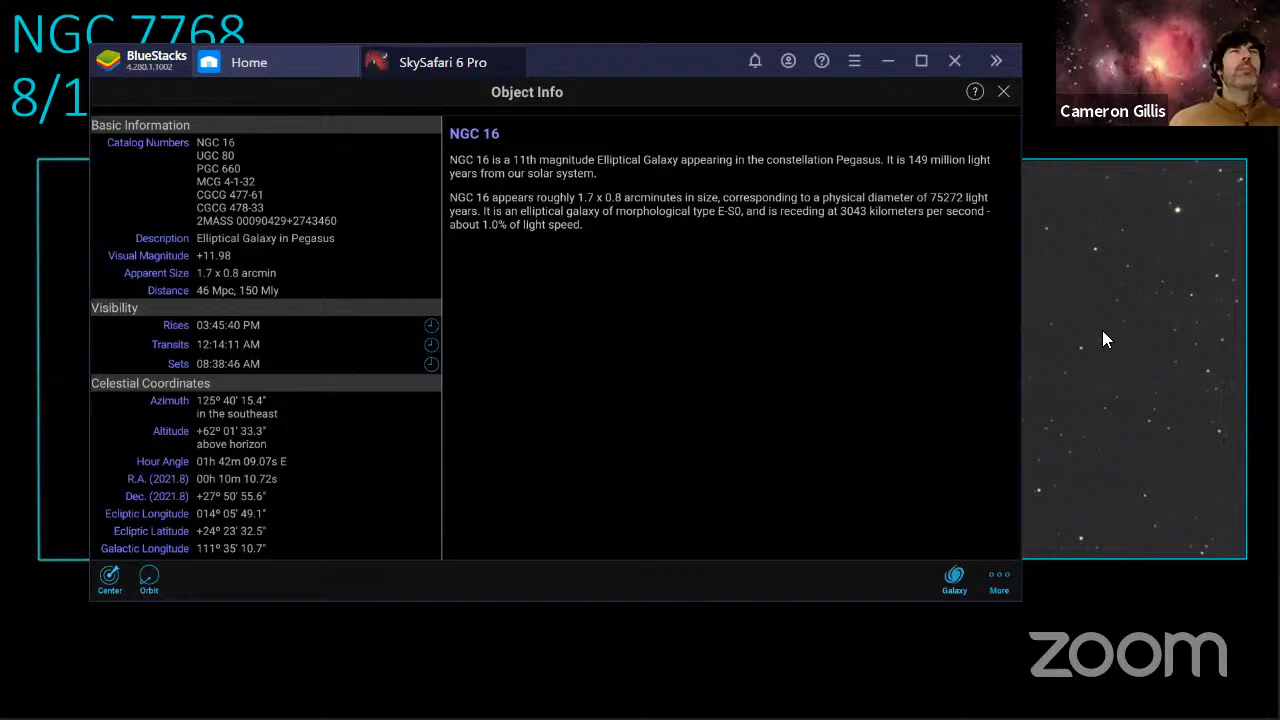 NGC 7768
8/1
BlueStacks
4.280.1.1002
Home
SkySafari 6 Pro
Object Info
Cameron Gillis
Basic Information
Catalog Numbers NGC 16
UGC 80
PGC 660
MCG 4-1-32
CGCG 477-61
CGCG 478-33
2MASS 00090429+2743460
Description Elliptical Galaxy in Pegasus
Visual Magnitude +11.98
Apparent Size 1.7 x 0.8 arcmin
Distance 46 Mpc, 150 Mly
Visibility
Rises 03:45:40 PM
Transits 12:14:11 AM
Sets 08:38:46 AM
Celestial Coordinates
Azimuth 125° 40' 15.4"
in the southeast
Altitude +62° 01' 33.3"
above horizon
Hour Angle 01h 42m 09.07s E
R.A. (2021.8) 00h 10m 10.72s
Dec. (2021.8) +27° 50' 55.6"
Ecliptic Longitude 014° 05' 49.1"
Ecliptic Latitude +24° 23' 32.5"
Galactic Longitude 111° 35' 10.7"
NGC 16
NGC 16 is a 11th magnitude Elliptical Galaxy appearing in the constellation Pegasus. It is 149 million light
years from our solar system.
NGC 16 appears roughly 1.7 x 0.8 arcminutes in size, corresponding to a physical diameter of 75272 light
years. It is an elliptical galaxy of morphological type E-S0, and is receding at 3043 kilometers per second -
about 1.0% of light speed.
Center
Orbit
Galaxy
More
zoom